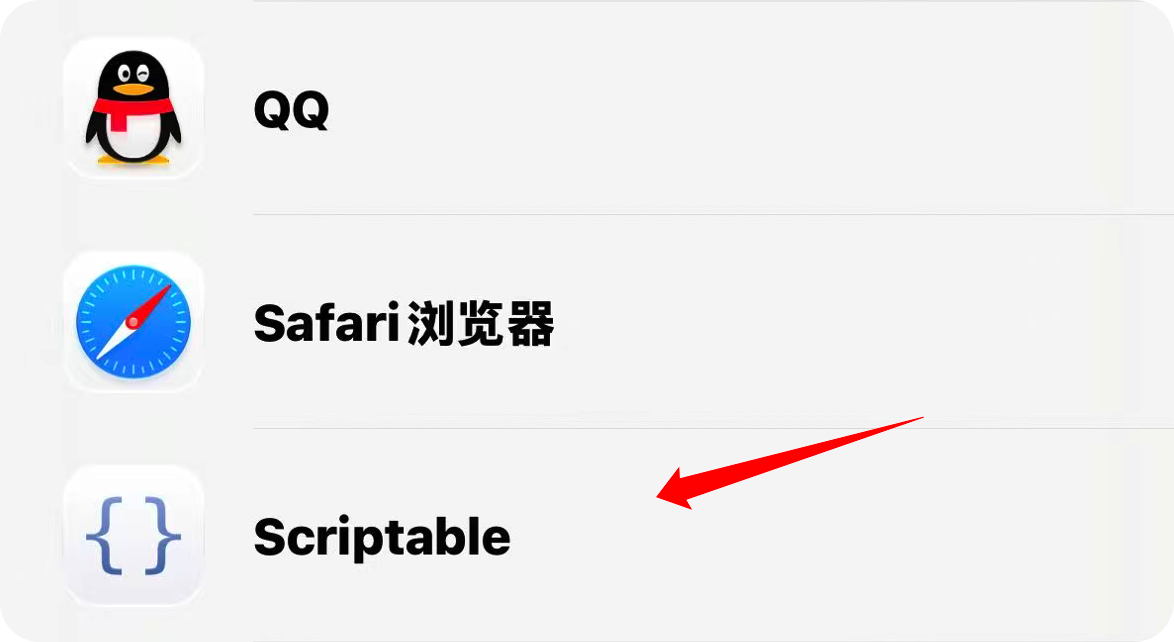 QQ
Safari浏览器
Scriptable